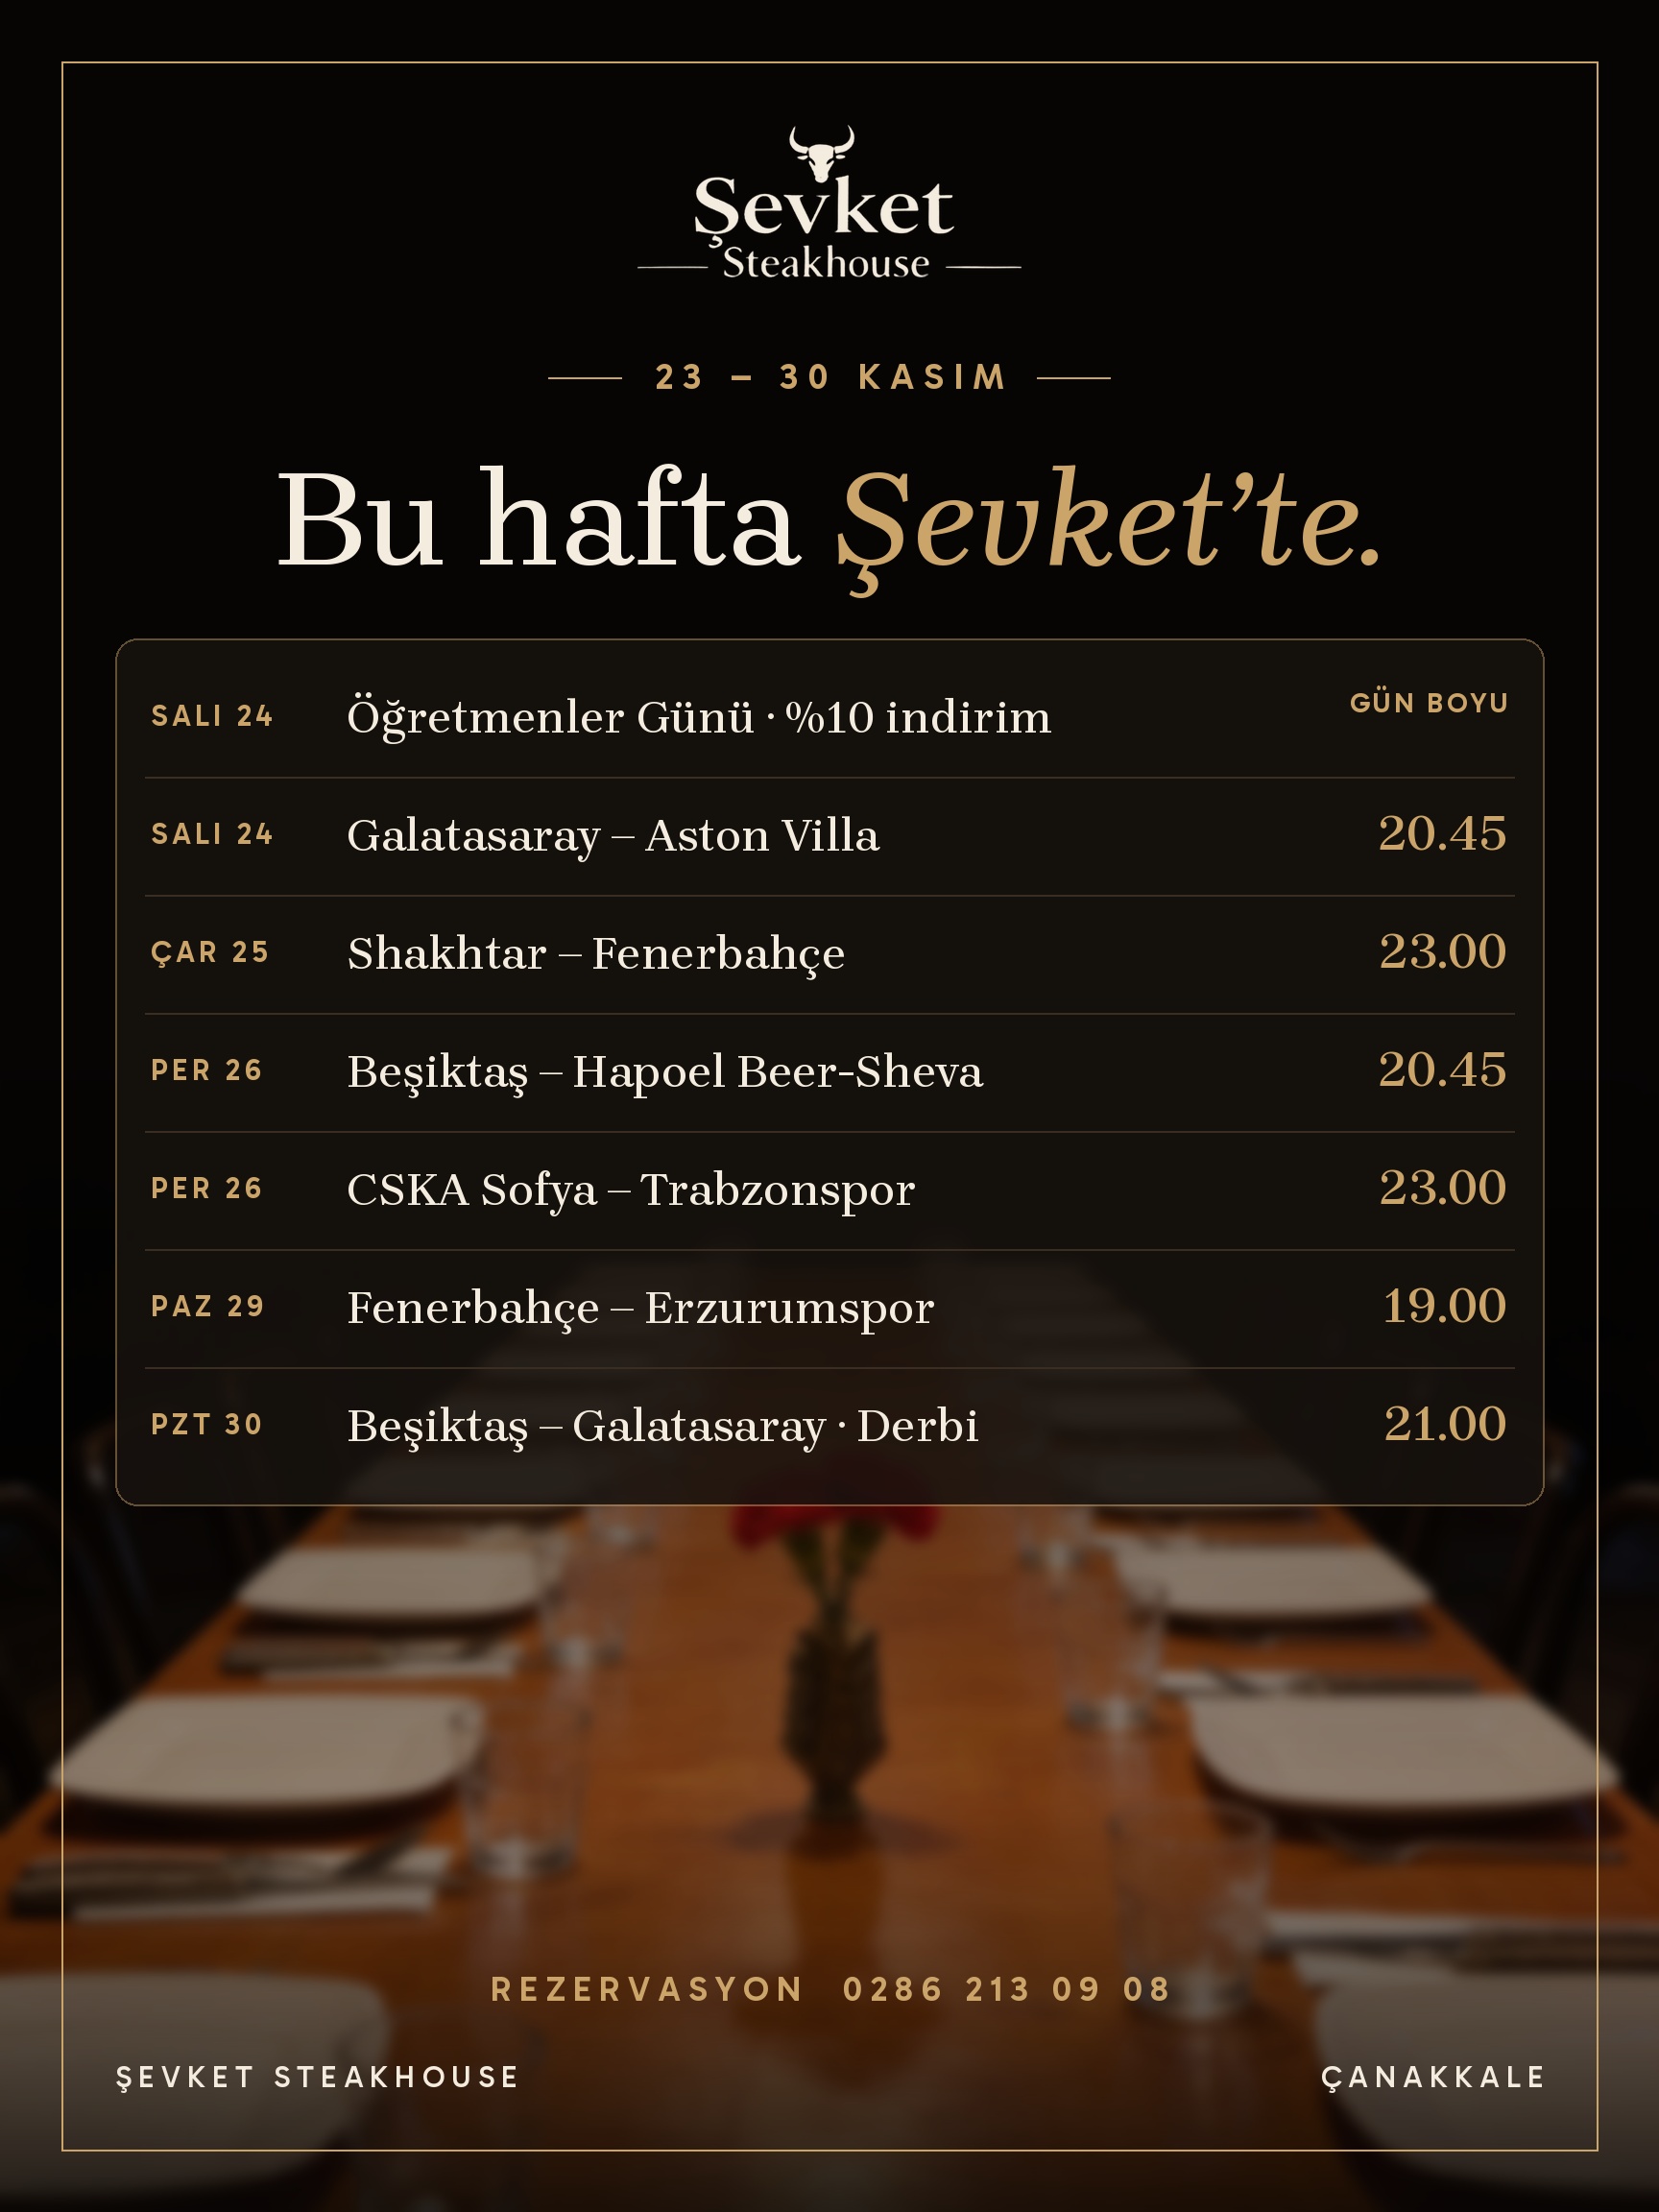 Şevket
Steakhouse
23 – 30 KASIM
Bu hafta Şevket’te.
SALI 24 Öğretmenler Günü · %10 indirim GÜN BOYU
SALI 24 Galatasaray – Aston Villa 20.45
ÇAR 25 Shakhtar – Fenerbahçe 23.00
PER 26 Beşiktaş – Hapoel Beer-Sheva 20.45
PER 26 CSKA Sofya – Trabzonspor 23.00
PAZ 29 Fenerbahçe – Erzurumspor 19.00
PZT 30 Beşiktaş – Galatasaray · Derbi 21.00
REZERVASYON 0286 213 09 08
ŞEVKET STEAKHOUSE ÇANAKKALE